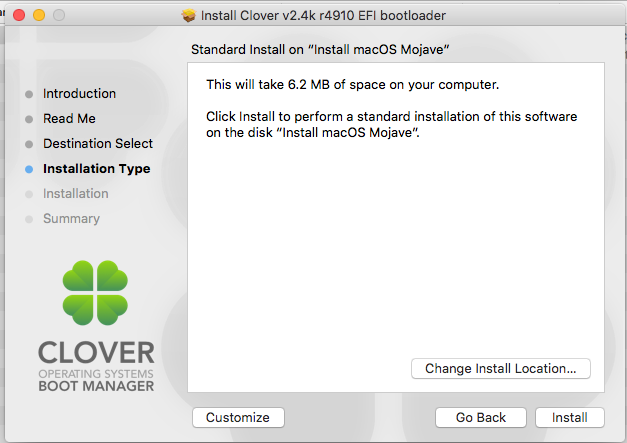 Install Clover v2.4k r4910 EFI bootloader
Standard Install on “Install macOS Mojave”
Introduction
Read Me
Destination Select
Installation Type
Installation
Summary
This will take 6.2 MB of space on your computer.
Click Install to perform a standard installation of this software
on the disk “Install macOS Mojave”.
CLOVER
OPERATING SYSTEMS
BOOT MANAGER
Change Install Location...
Customize
Go Back
Install